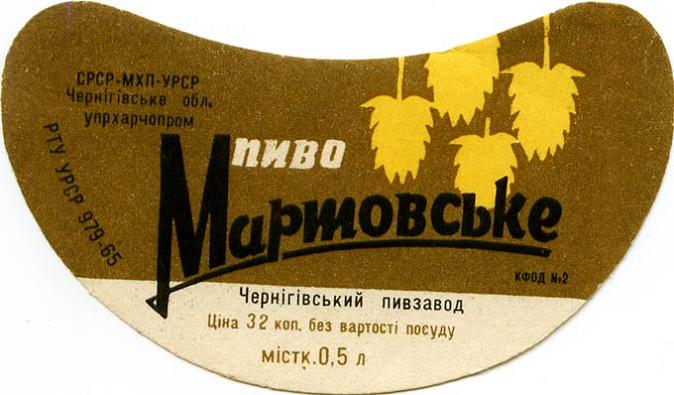 СРСР-МХП-УРСР
Чернігівське обл.
упрхарчопром
РТУ УРСР 979-65
пиво
Мартовське
КФОД №2
Чернігівський пивзавод
Ціна 32 коп. без вартості посуду
містк. 0,5 л